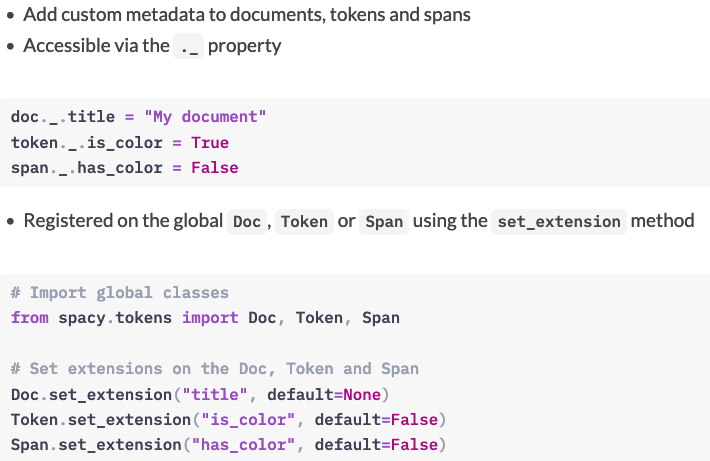 • Add custom metadata to documents, tokens and spans
• Accessible via the ._ property
doc._.title = "My document"
token._.is_color = True
span._.has_color = False
• Registered on the global Doc, Token or Span using the set_extension method
# Import global classes
from spacy.tokens import Doc, Token, Span
# Set extensions on the Doc, Token and Span
Doc.set_extension("title", default=None)
Token.set_extension("is_color", default=False)
Span.set_extension("has_color", default=False)